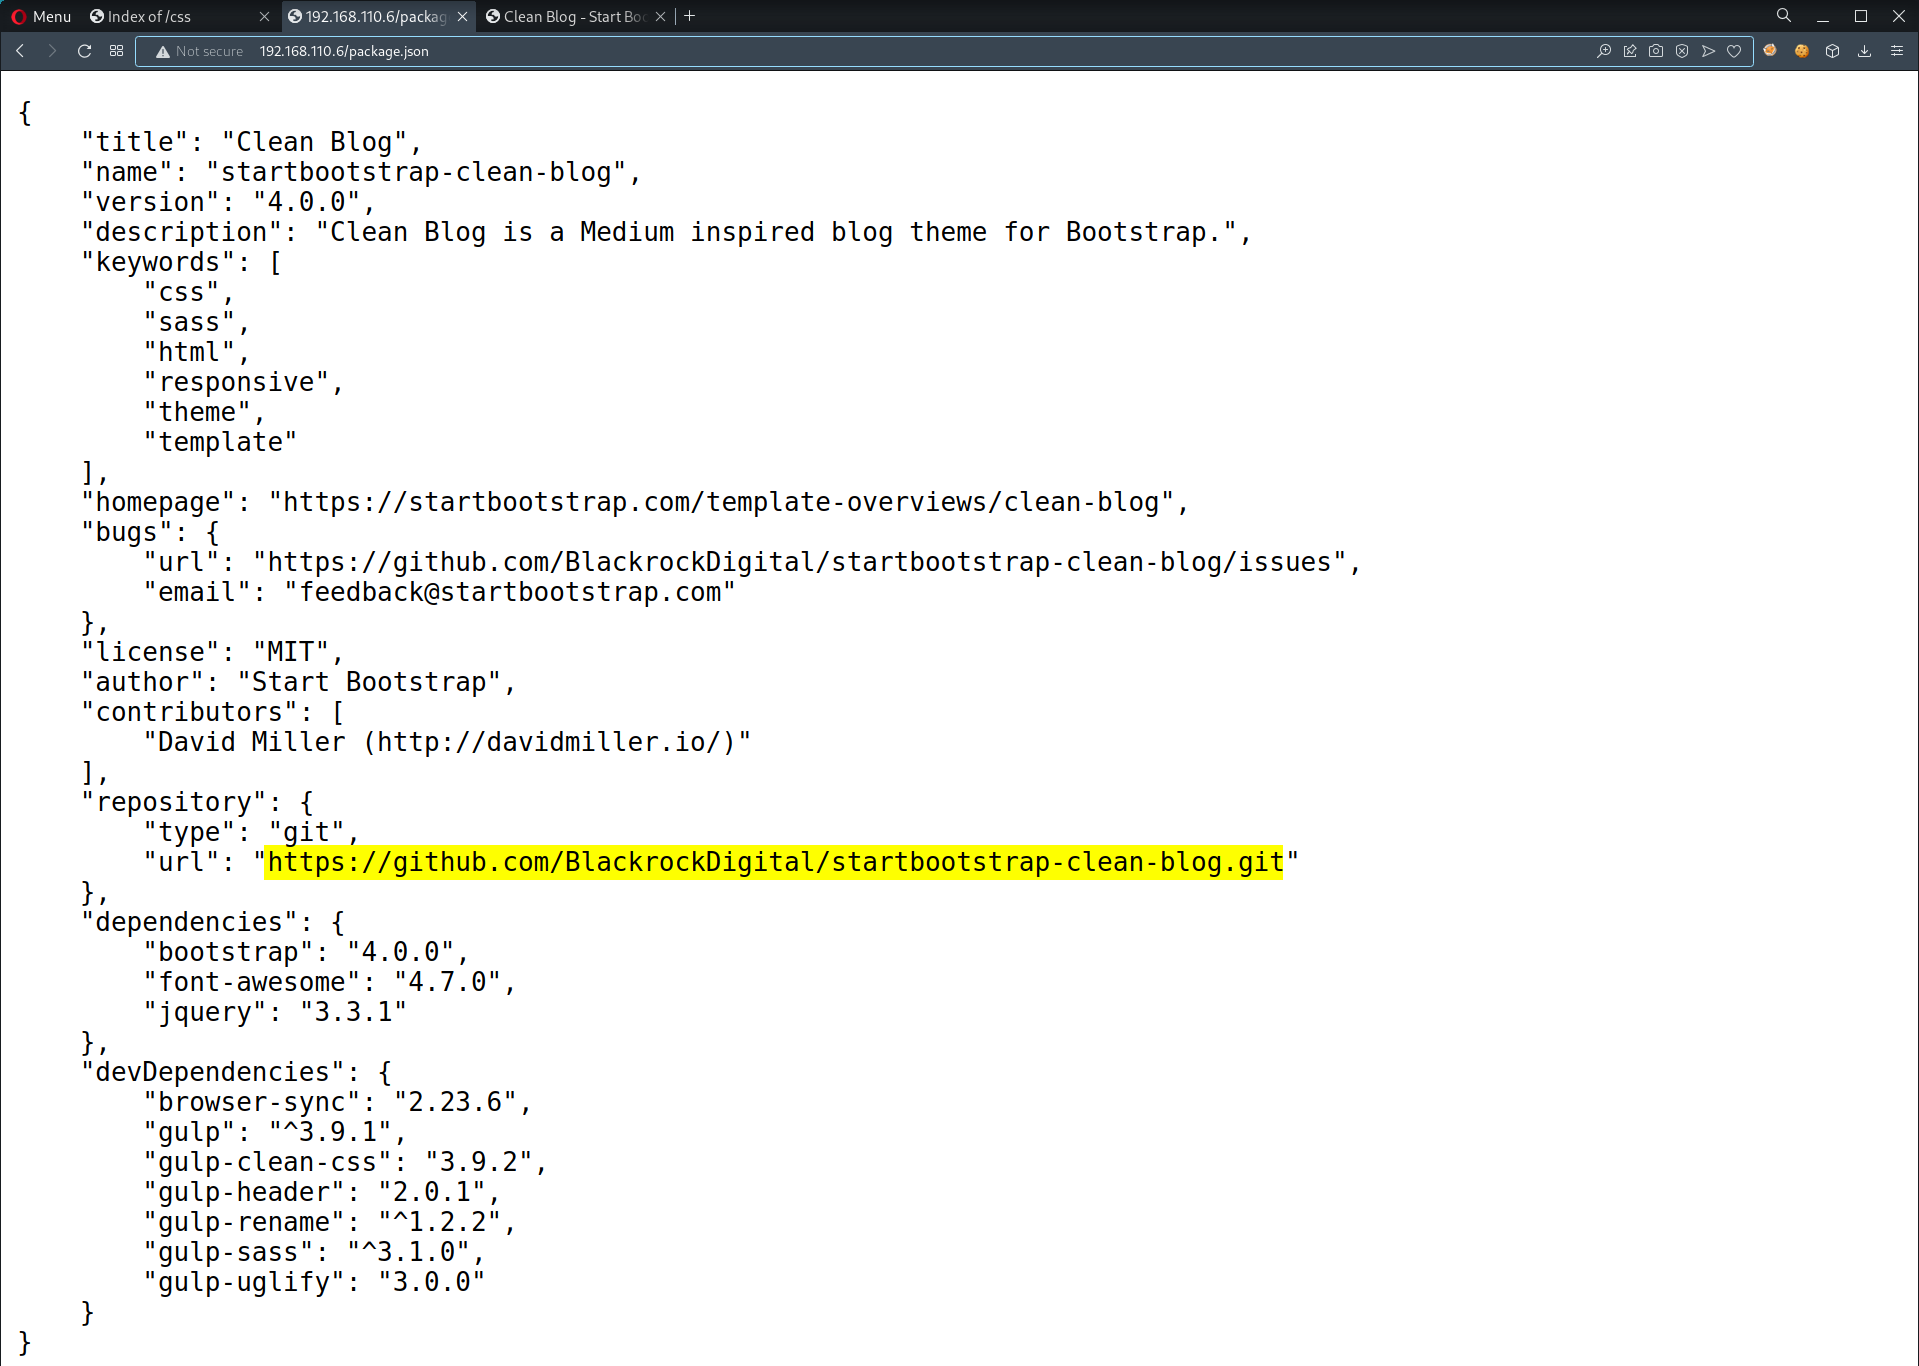 Menu
Index of /css
192.168.110.6/packag
Clean Blog - Start Boo
Not secure
192.168.110.6/package.json
{
"title": "Clean Blog",
"name": "startbootstrap-clean-blog",
"version": "4.0.0",
"description": "Clean Blog is a Medium inspired blog theme for Bootstrap.",
"keywords": [
"css",
"sass",
"html",
"responsive",
"theme",
"template"
],
"homepage": "https://startbootstrap.com/template-overviews/clean-blog",
"bugs": {
"url": "https://github.com/BlackrockDigital/startbootstrap-clean-blog/issues",
"email": "feedback@startbootstrap.com"
},
"license": "MIT",
"author": "Start Bootstrap",
"contributors": [
"David Miller (http://davidmiller.io/)"
],
"repository": {
"type": "git",
"url": "https://github.com/BlackrockDigital/startbootstrap-clean-blog.git"
},
"dependencies": {
"bootstrap": "4.0.0",
"font-awesome": "4.7.0",
"jquery": "3.3.1"
},
"devDependencies": {
"browser-sync": "2.23.6",
"gulp": "^3.9.1",
"gulp-clean-css": "3.9.2",
"gulp-header": "2.0.1",
"gulp-rename": "^1.2.2",
"gulp-sass": "^3.1.0",
"gulp-uglify": "3.0.0"
}
}